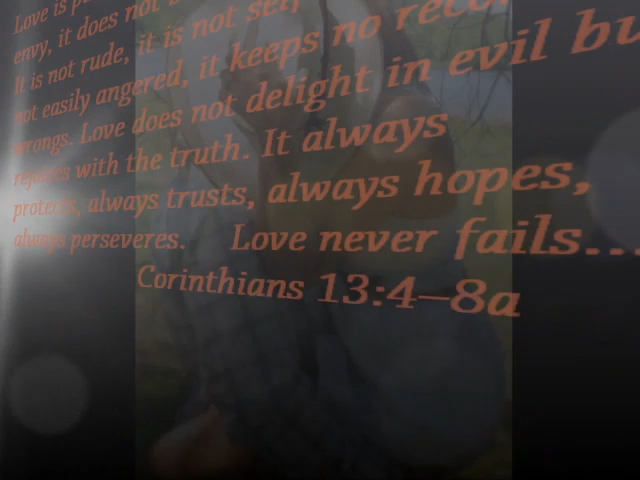 Love is
envy, it does not
It is not rude, it is not self
not easily angered, it keeps no reco
wrongs. Love does not delight in evil bu
rejoices with the truth. It always
protects, always trusts, always hopes,
always perseveres. Love never fails...
Corinthians 13:4–8a